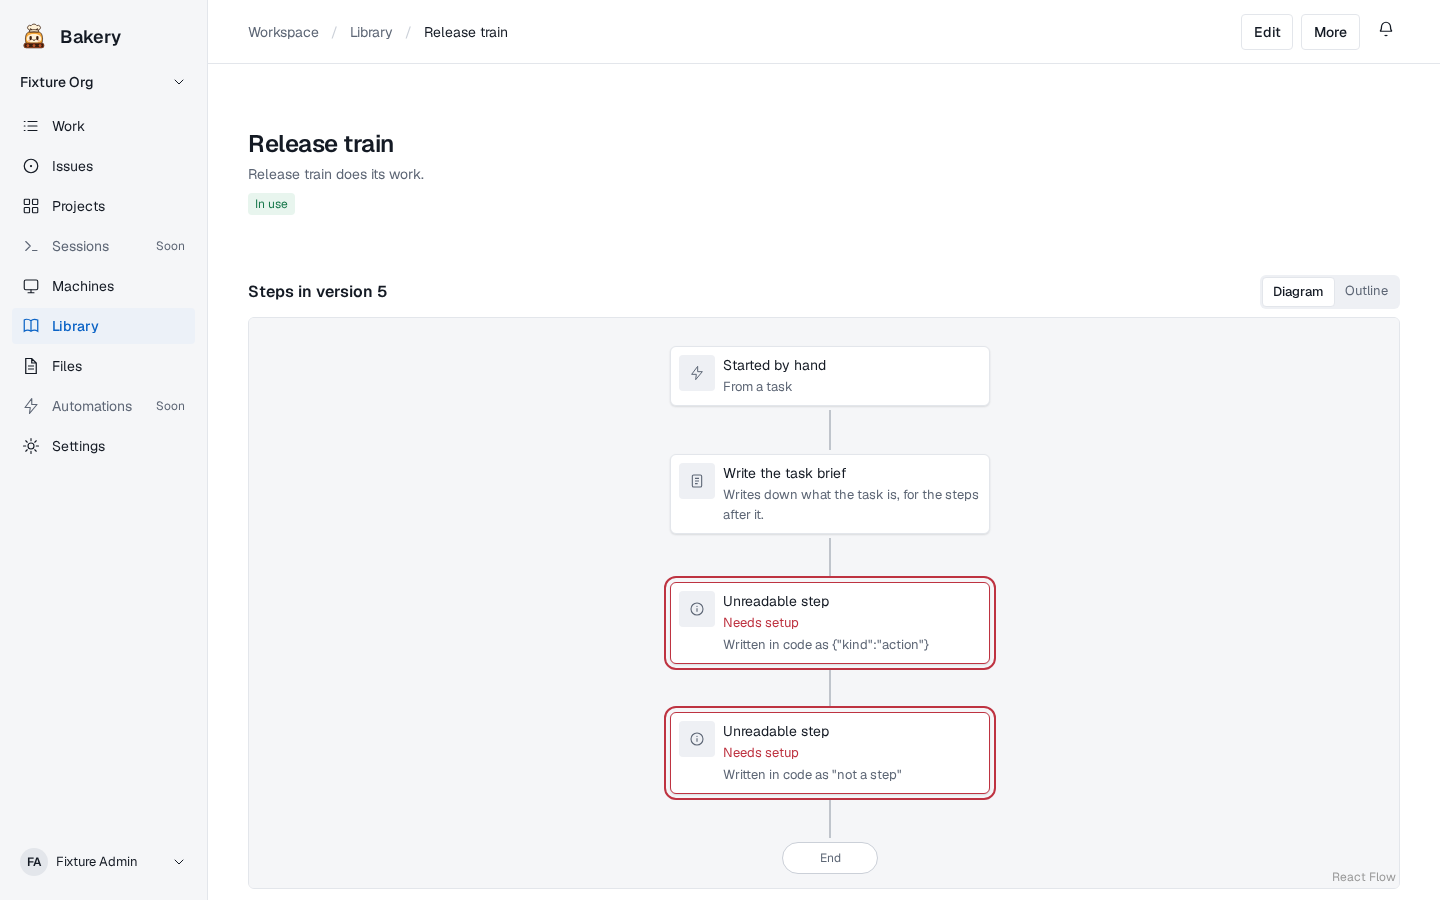 Bakery
Fixture Org
Work
Issues
Projects
Sessions Soon
Machines
Library
Files
Automations Soon
Settings
FA Fixture Admin
Workspace / Library / Release train
Edit
More
Release train
Release train does its work.
In use
Steps in version 5
Diagram
Outline
Started by hand
From a task
Write the task brief
Writes down what the task is, for the steps
after it.
Unreadable step
Needs setup
Written in code as {"kind":"action"}
Unreadable step
Needs setup
Written in code as "not a step"
End
React Flow